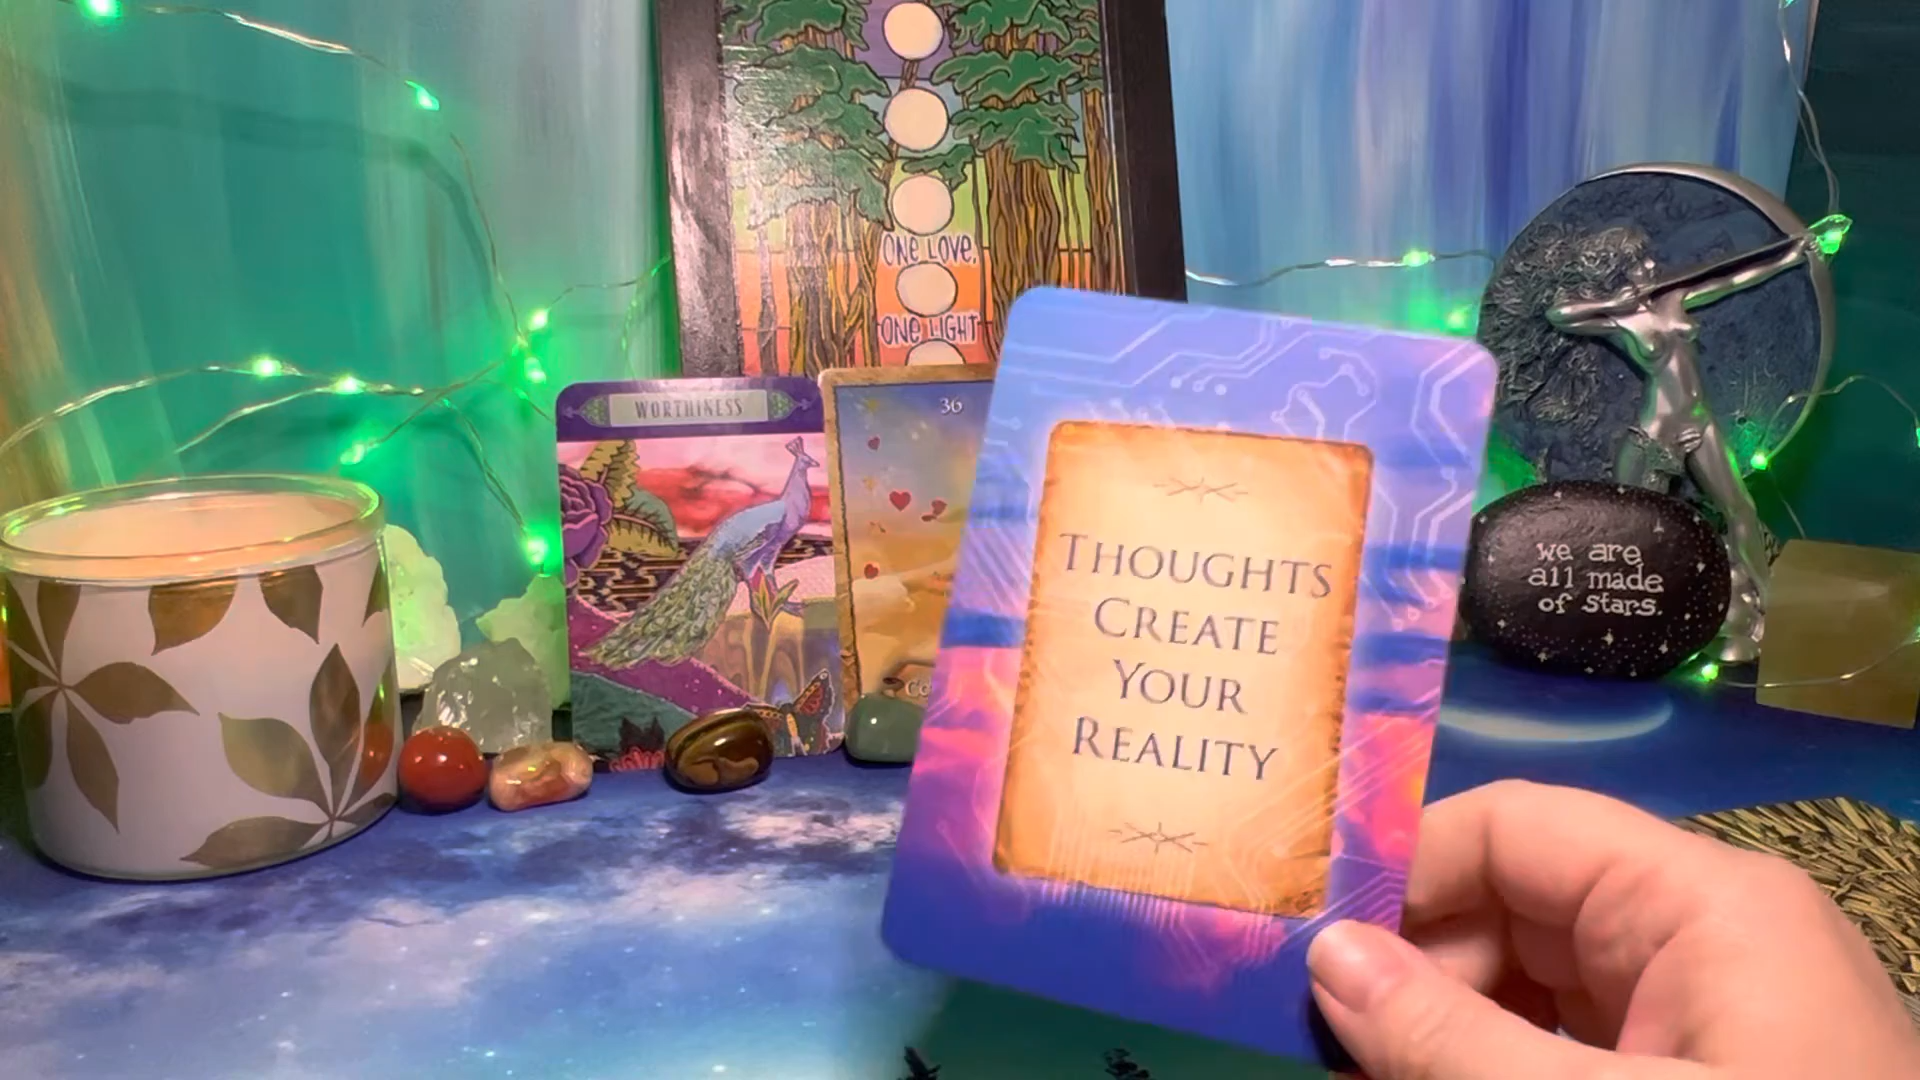 ONE LOVE,
ONE LIGHT
WORTHINESS
36
THOUGHTS
CREATE
YOUR
REALITY
we are
all made
of stars.